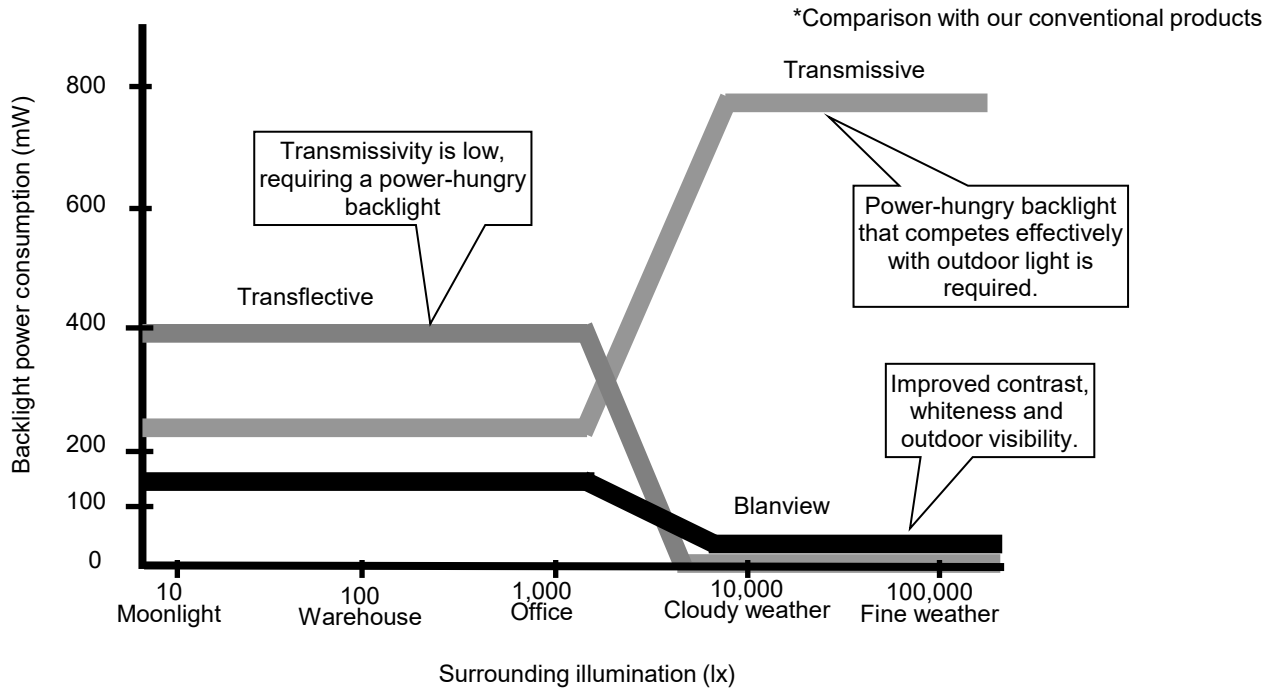 *Comparison with our conventional products
Backlight power consumption (mW)
800
600
400
200
100
0
Transmissive
Transmissivity is low,
requiring a power-hungry
backlight
Power-hungry backlight
that competes effectively
with outdoor light is
required.
Transflective
Improved contrast,
whiteness and
outdoor visibility.
Blanview
10
Moonlight
100
Warehouse
1,000
Office
10,000
Cloudy weather
100,000
Fine weather
Surrounding illumination (lx)